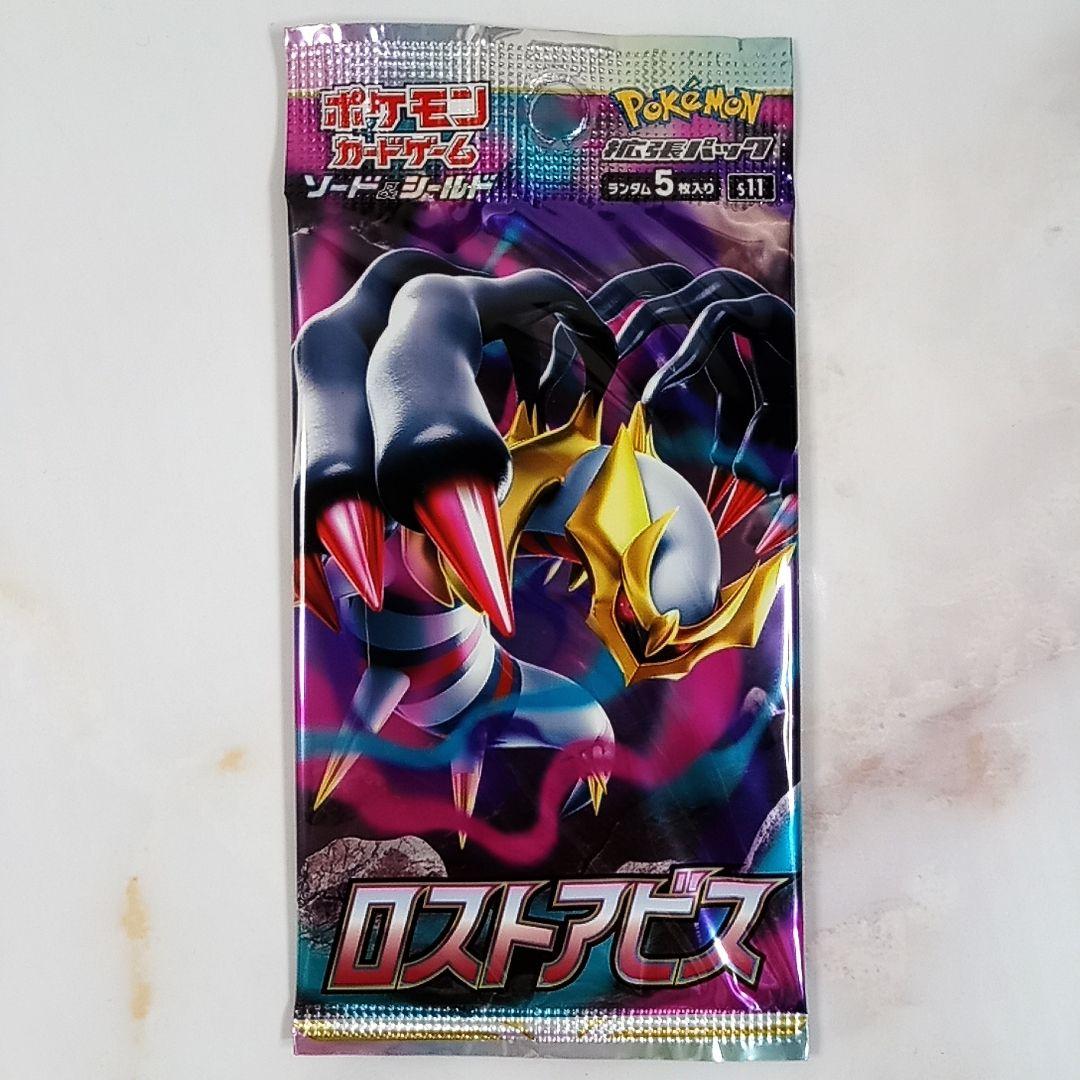 ポケモン
カードゲーム
ソード&シールド
POKÉMON
拡張パック
ランダム5枚入り
s11
ロストアビス